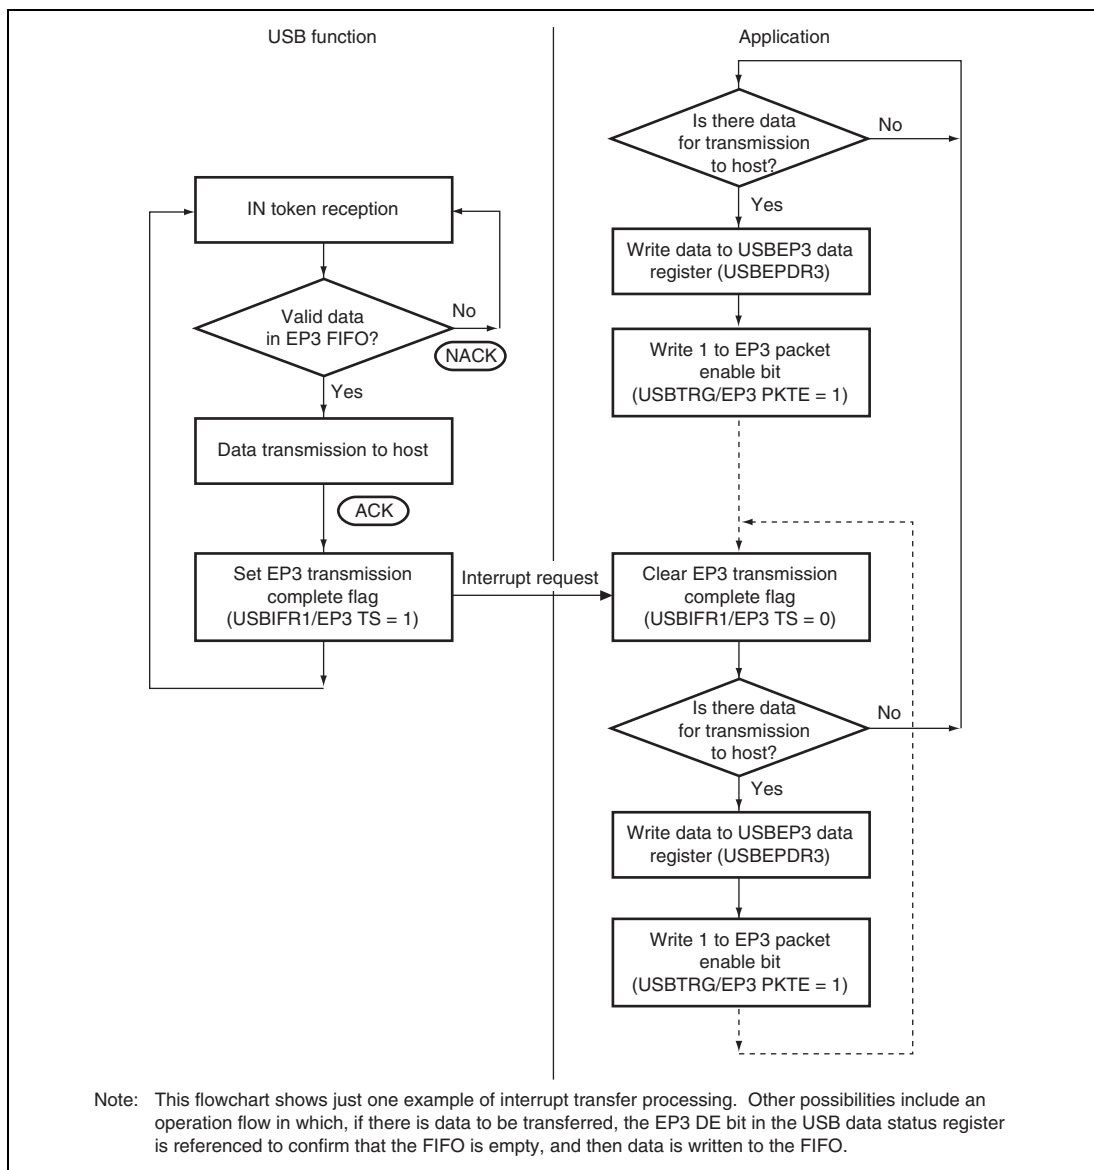 USB function
Application
Is there data
for transmission
to host?
No
Yes
IN token reception
Write data to USBEP3 data
register (USBEPDR3)
Valid data
in EP3 FIFO?
No
NACK
Yes
Write 1 to EP3 packet
enable bit
(USBTRG/EP3 PKTE = 1)
Data transmission to host
ACK
Set EP3 transmission
complete flag
(USBIFR1/EP3 TS = 1)
Interrupt request
Clear EP3 transmission
complete flag
(USBIFR1/EP3 TS = 0)
Is there data
for transmission
to host?
No
Yes
Write data to USBEP3 data
register (USBEPDR3)
Write 1 to EP3 packet
enable bit
(USBTRG/EP3 PKTE = 1)
Note: This flowchart shows just one example of interrupt transfer processing. Other possibilities include an
operation flow in which, if there is data to be transferred, the EP3 DE bit in the USB data status register
is referenced to confirm that the FIFO is empty, and then data is written to the FIFO.